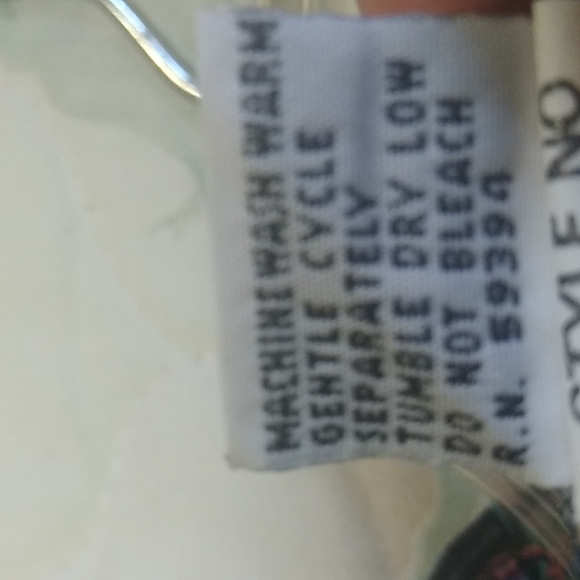 MACHINE WASH WARM
GENTLE CYCLE
SEPARATELY
TUMBLE DRY LOW
DO NOT BLEACH
R.N. 59394
STYLE NO